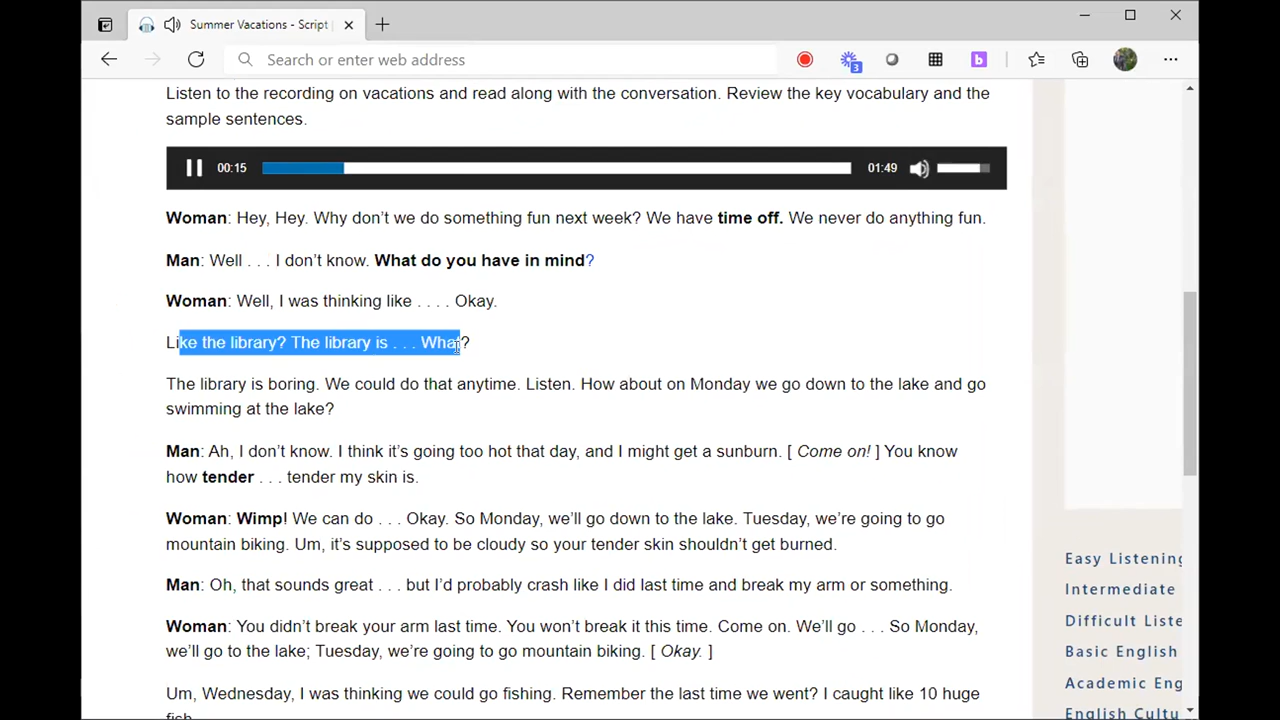 Summer Vacations - Script
Search or enter web address
3
b
Listen to the recording on vacations and read along with the conversation. Review the key vocabulary and the
sample sentences.
00:15
01:49
Woman: Hey, Hey. Why don’t we do something fun next week? We have time off. We never do anything fun.
Man: Well . . . I don’t know. What do you have in mind?
Woman: Well, I was thinking like . . . . Okay.
Like the library? The library is . . . What?
The library is boring. We could do that anytime. Listen. How about on Monday we go down to the lake and go
swimming at the lake?
Man: Ah, I don’t know. I think it’s going too hot that day, and I might get a sunburn. [ Come on! ] You know
how tender . . . tender my skin is.
Woman: Wimp! We can do . . . Okay. So Monday, we’ll go down to the lake. Tuesday, we’re going to go
mountain biking. Um, it’s supposed to be cloudy so your tender skin shouldn’t get burned.
Man: Oh, that sounds great . . . but I’d probably crash like I did last time and break my arm or something.
Woman: You didn’t break your arm last time. You won’t break it this time. Come on. We’ll go . . . So Monday,
we’ll go to the lake; Tuesday, we’re going to go mountain biking. [ Okay. ]
Um, Wednesday, I was thinking we could go fishing. Remember the last time we went? I caught like 10 huge
fish.
Easy Listening
Intermediate
Difficult Liste
Basic English
Academic Eng
English Cultu